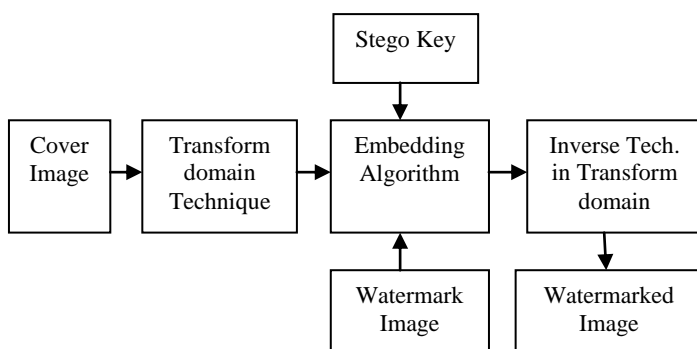 Stego Key
Cover
Image
Transform
domain
Technique
Embedding
Algorithm
Inverse Tech.
in Transform
domain
Watermark
Image
Watermarked
Image